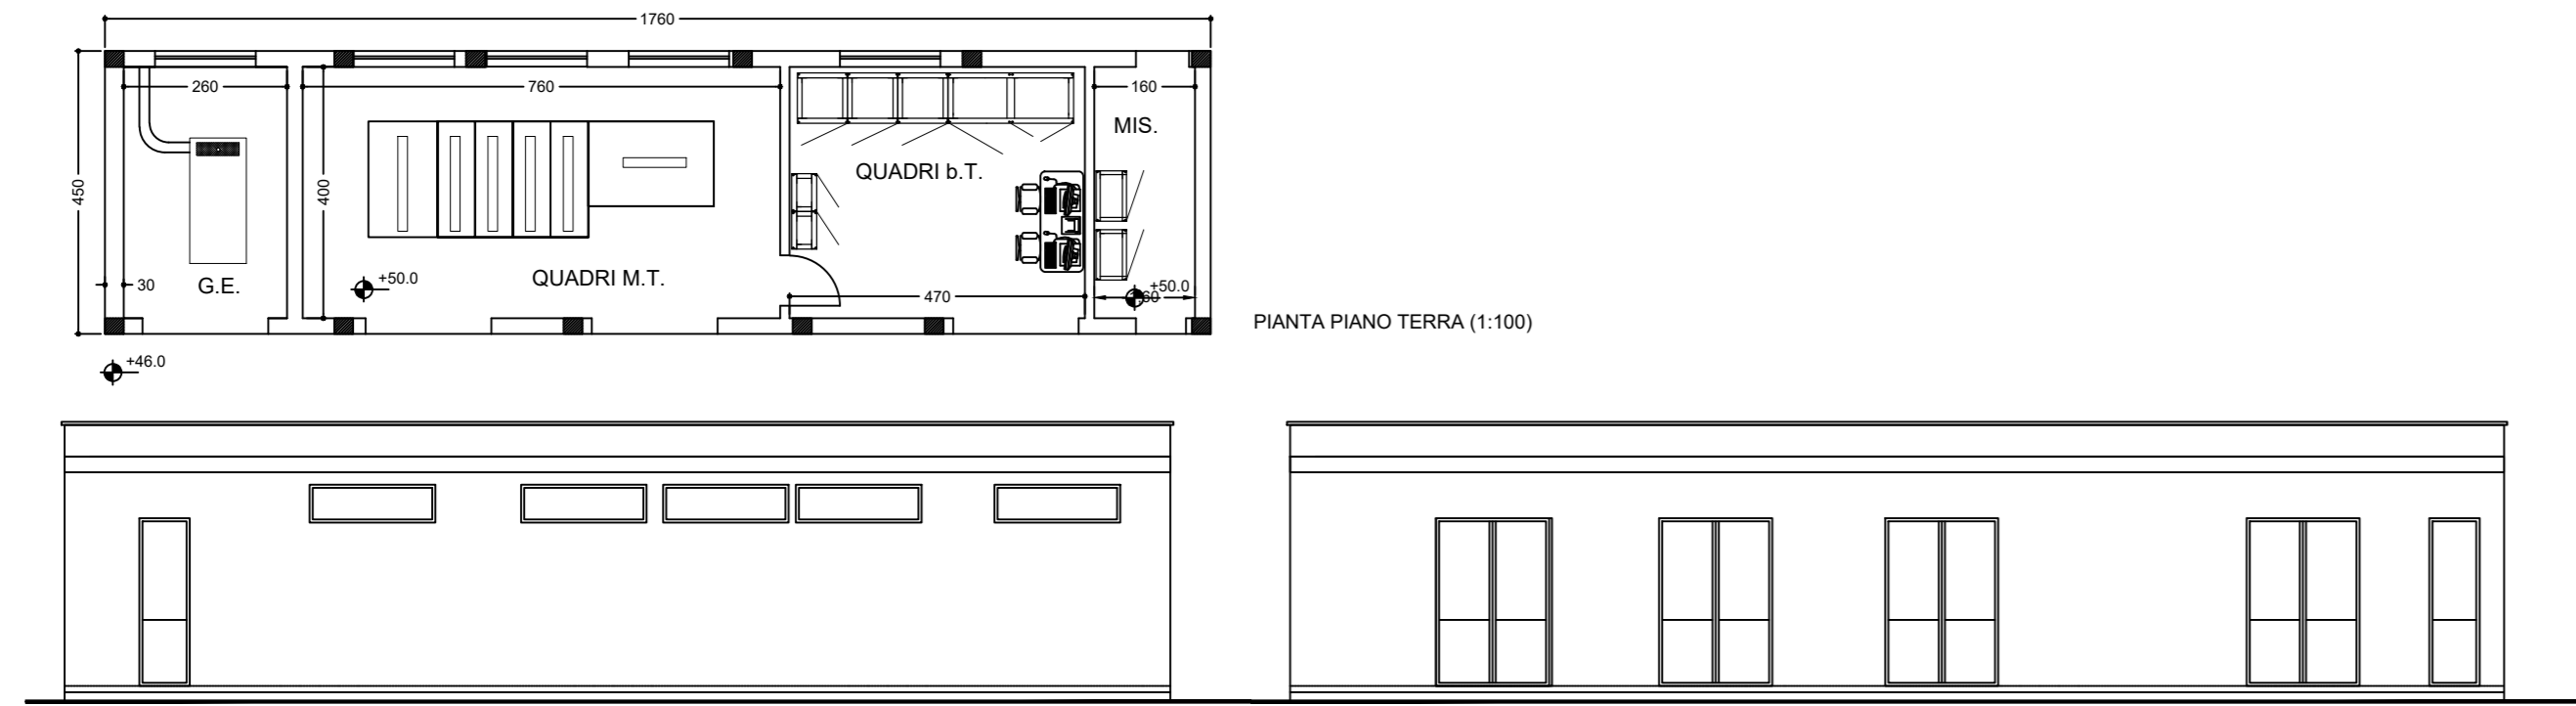 1760
260
760
160
MIS.
QUADRI b.T.
450
400
+50.0
QUADRI M.T.
30
G.E.
470
+50.0
PIANTA PIANO TERRA (1:100)
+46.0